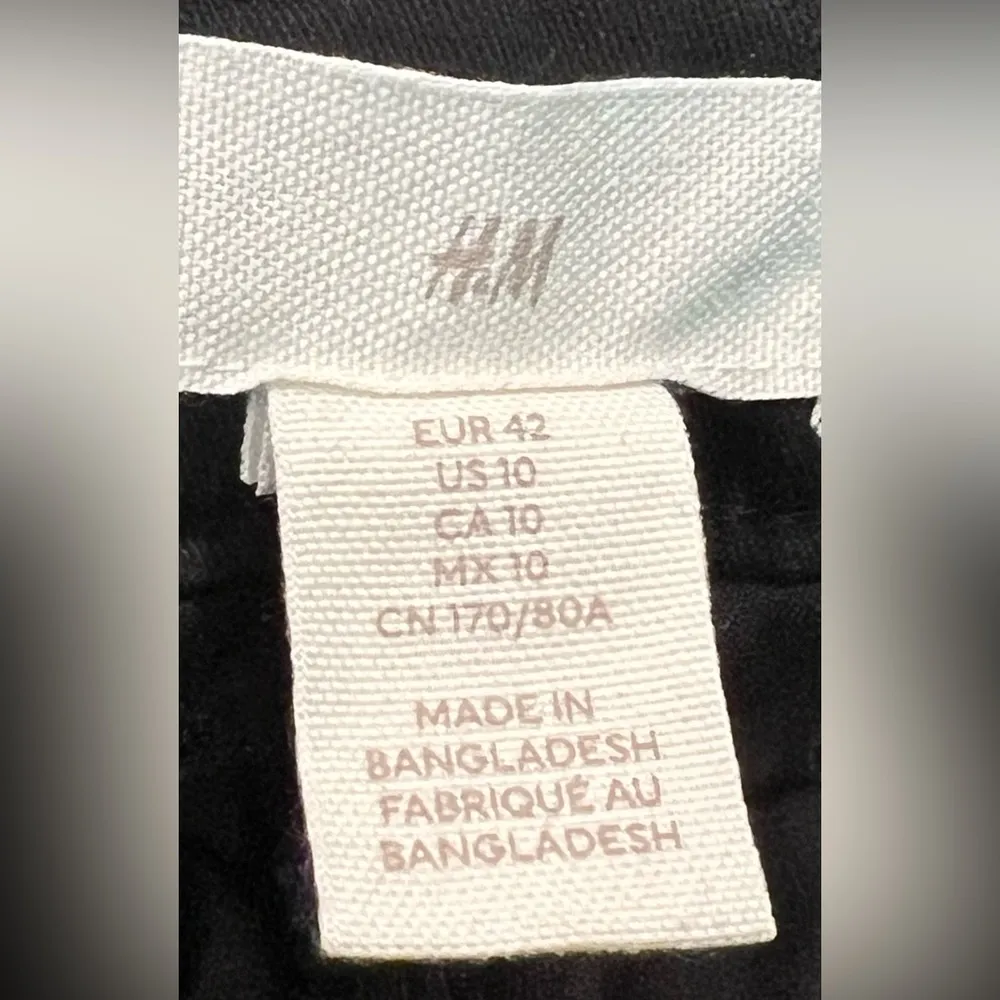 H&M
EUR 42
US 10
CA 10
MX 10
CN 170/80A
MADE IN
BANGLADESH
FABRIQUÉ AU
BANGLADESH